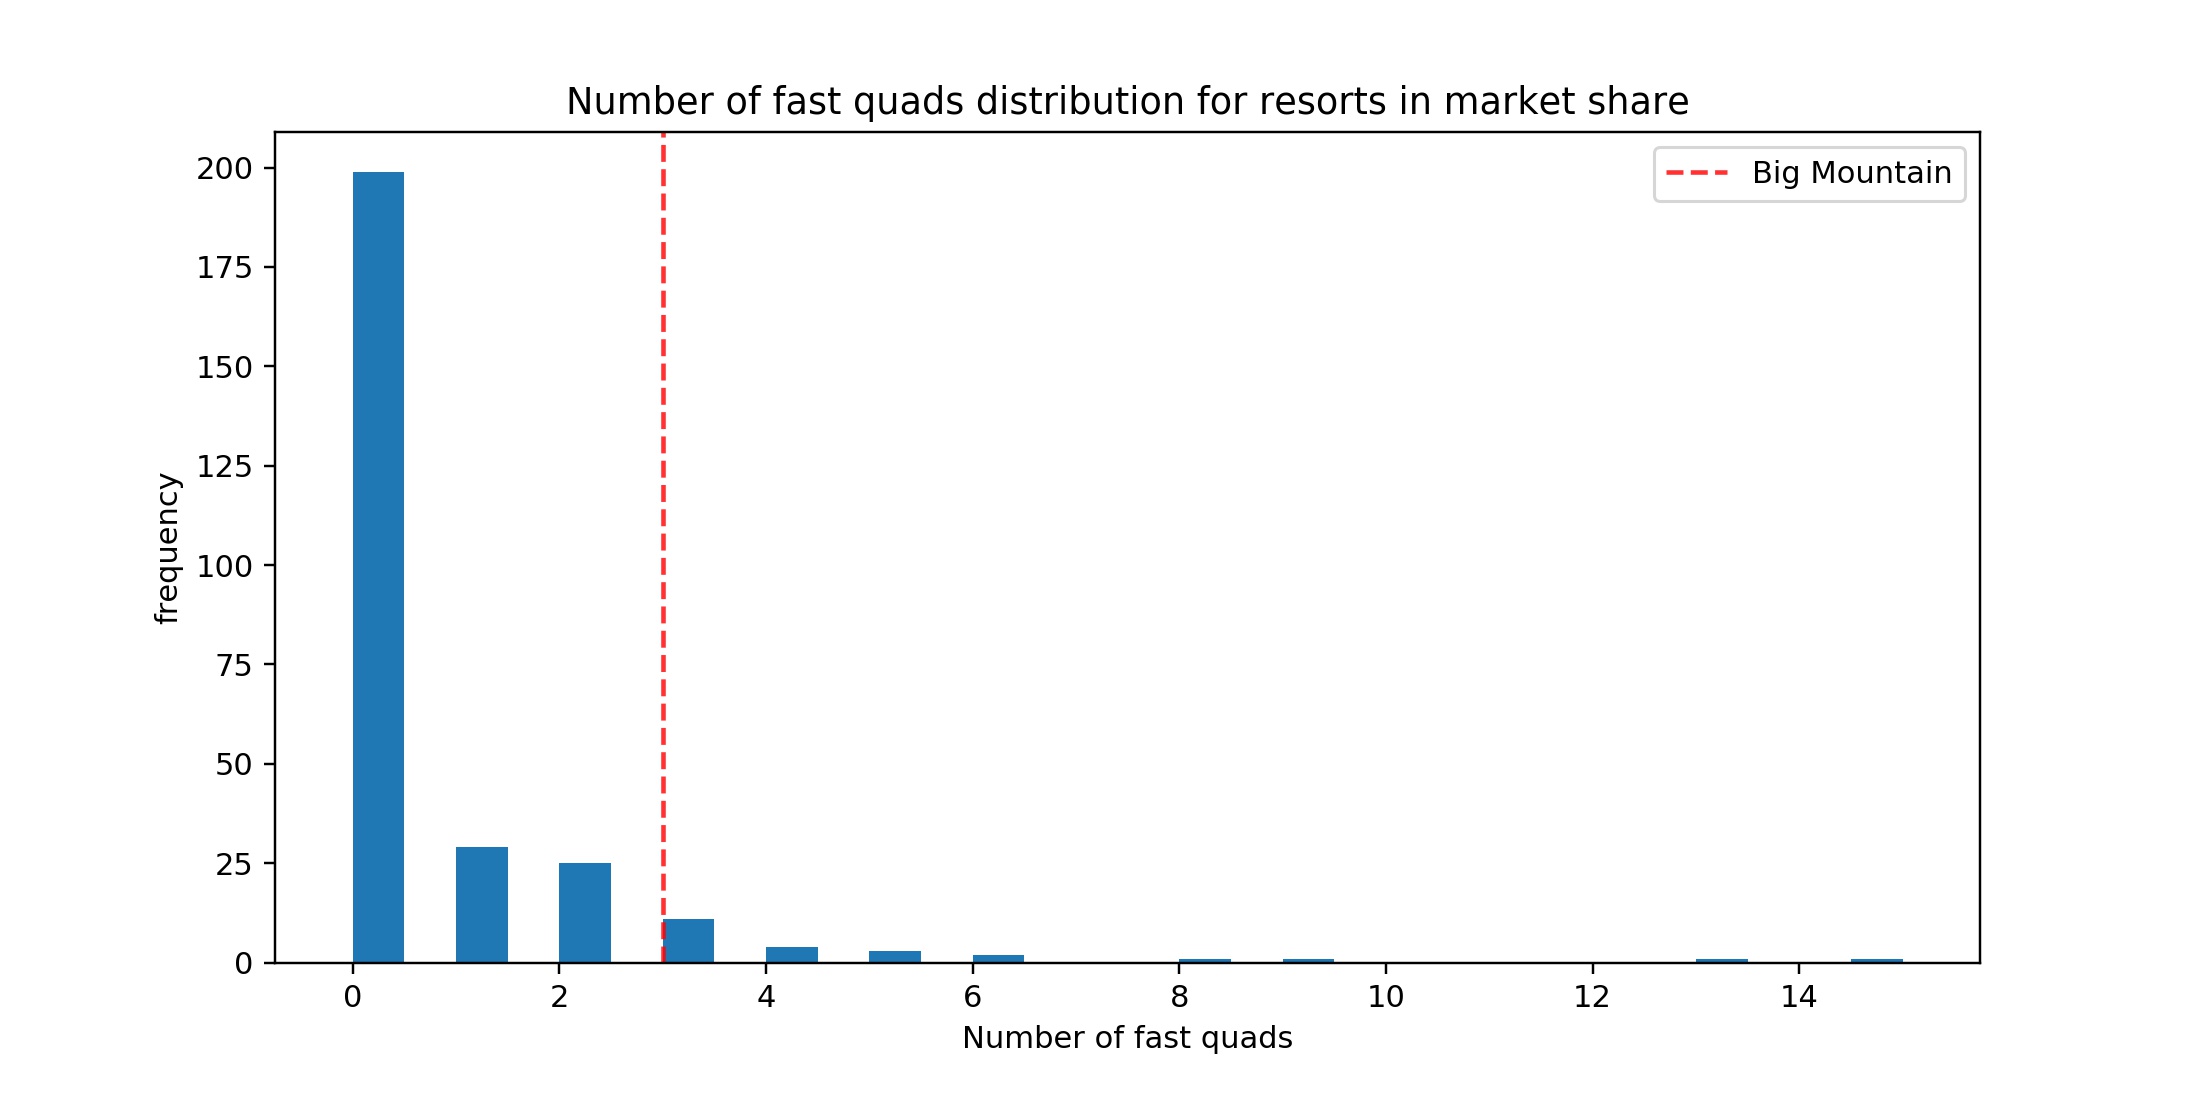 Number of fast quads distribution for resorts in market share
Big Mountain
frequency
200
175
150
125
100
75
50
25
0
0 2 4 6 8 10 12 14
Number of fast quads